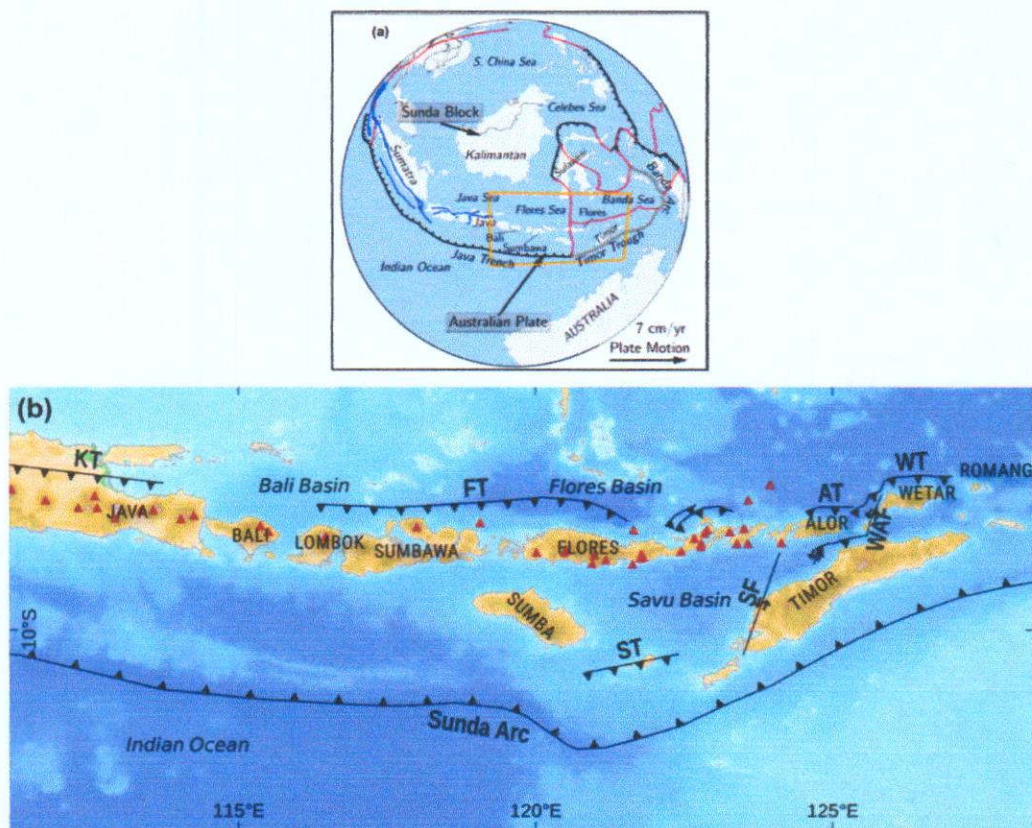 (a)
S. China Sea
Celebes Sea
Sunda Block
Kalimantan
Sulawesi
Sumatra
Banda Arc
Java Sea
Banda Sea
Flores Sea
Flores
Java
Bali
Sumbawa
Timor
Java Trench
Timor Trough
Indian Ocean
AUSTRALIA
Australian Plate
7 cm/yr
Plate Motion
(b)
KT
WT
ROMANG
Bali Basin
FT
Flores Basin
AT
WETAR
JAVA
ALOR
WAF
BALI
LOMBOK
SUMBAWA
FLORES
SF
TIMOR
Savu Basin
SUMBA
10°S
ST
Sunda Arc
Indian Ocean
115°E
120°E
125°E